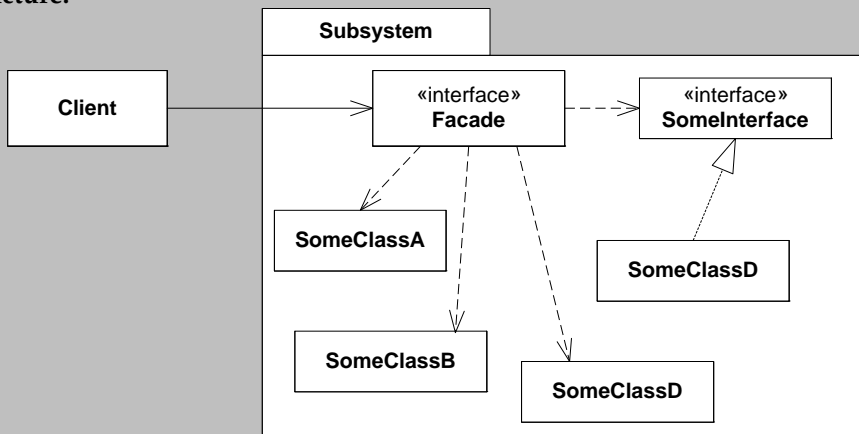 Subsystem
Client
«interface»
Facade
«interface»
SomeInterface
SomeClassA
SomeClassD
SomeClassB
SomeClassD